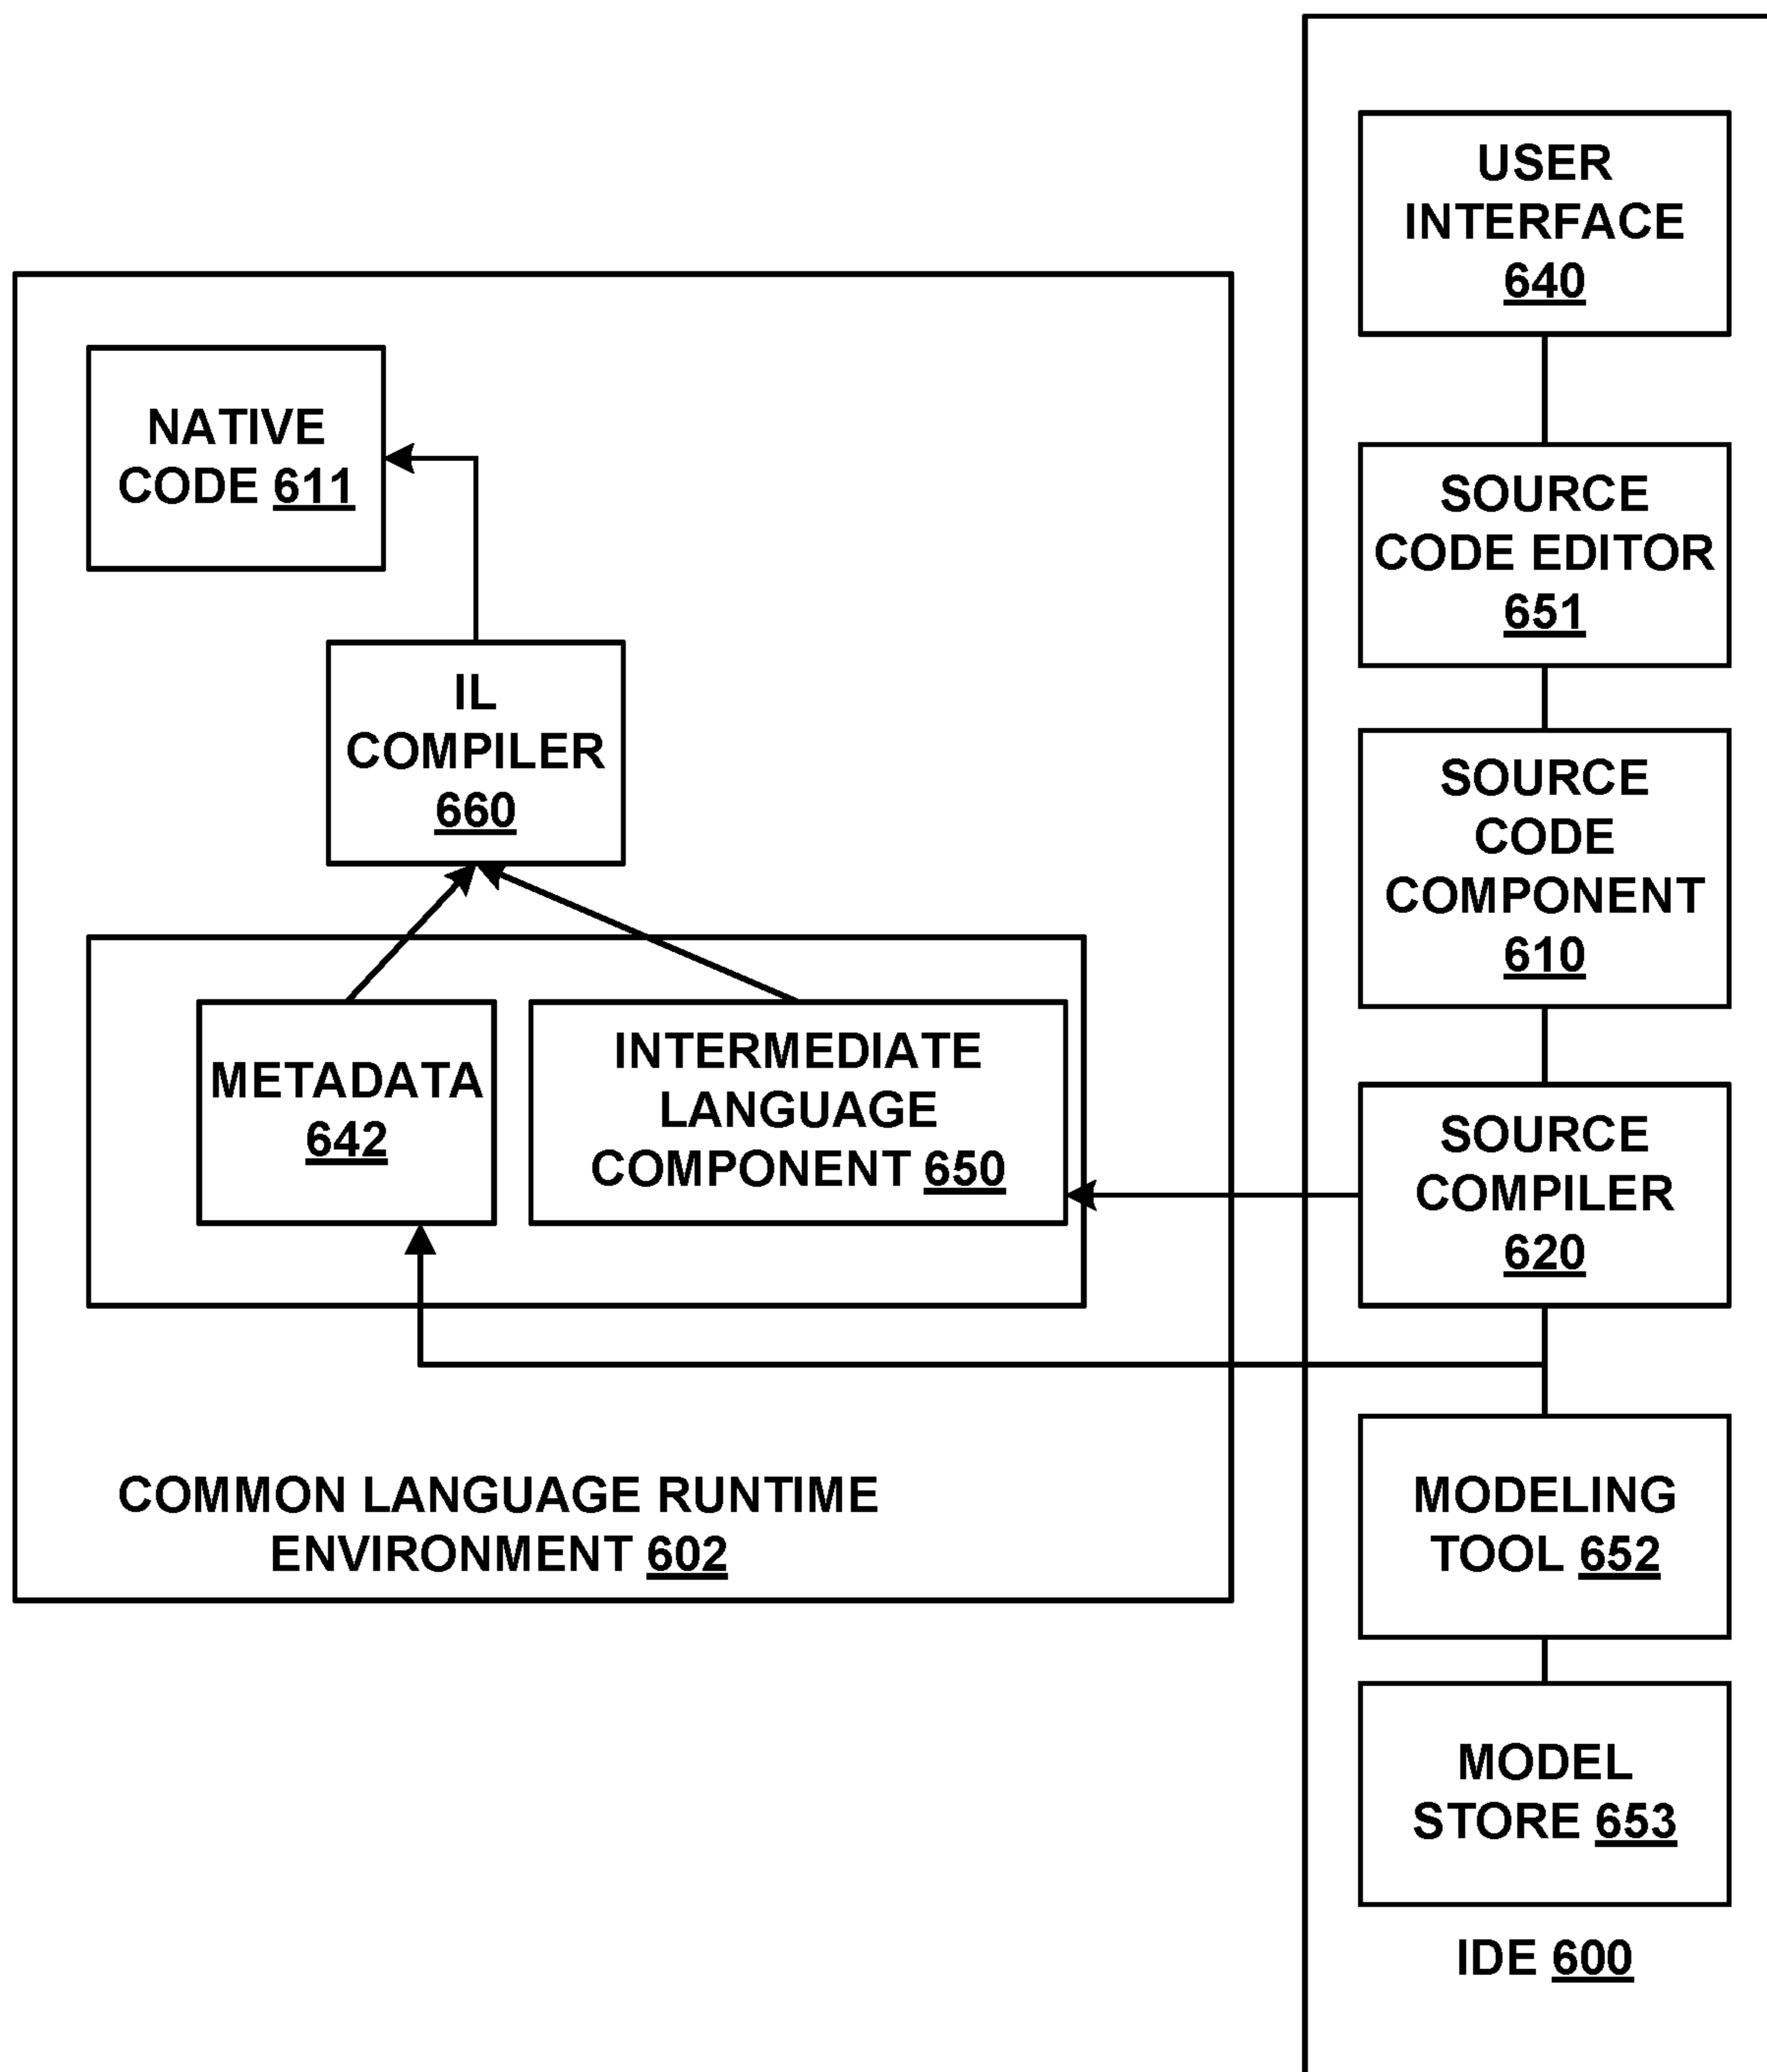 USER
INTERFACE
640
NATIVE
CODE 611
SOURCE
CODE EDITOR
651
IL
COMPILER
660
SOURCE
CODE
COMPONENT
610
METADATA
642
INTERMEDIATE
LANGUAGE
COMPONENT 650
SOURCE
COMPILER
620
COMMON LANGUAGE RUNTIME
ENVIRONMENT 602
MODELING
TOOL 652
MODEL
STORE 653
IDE 600